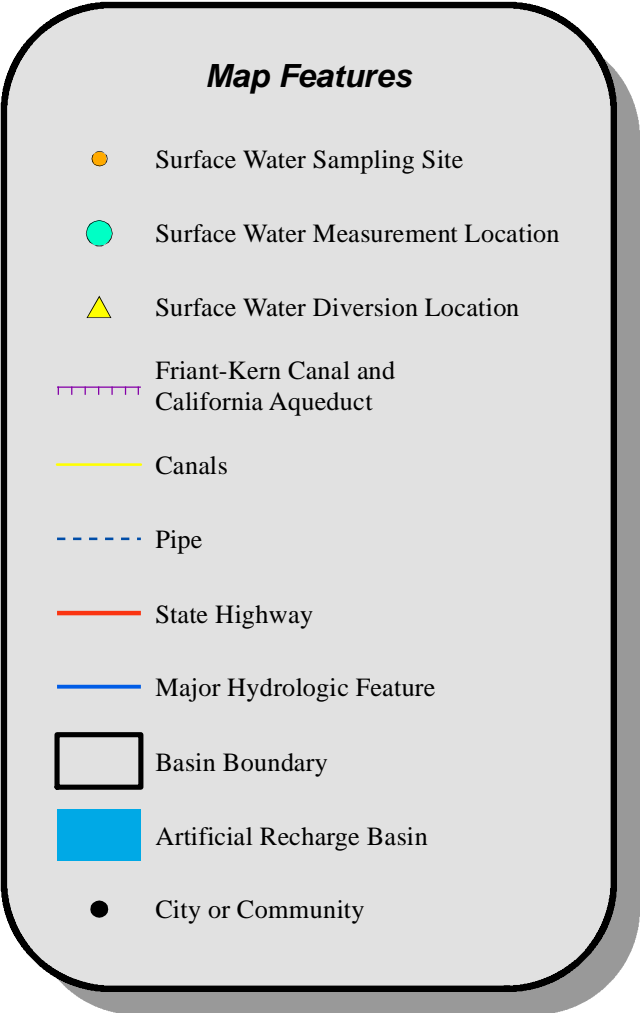 Map Features
Surface Water Sampling Site
Surface Water Measurement Location
Surface Water Diversion Location
Friant-Kern Canal and
California Aqueduct
Canals
Pipe
State Highway
Major Hydrologic Feature
Basin Boundary
Artificial Recharge Basin
City or Community